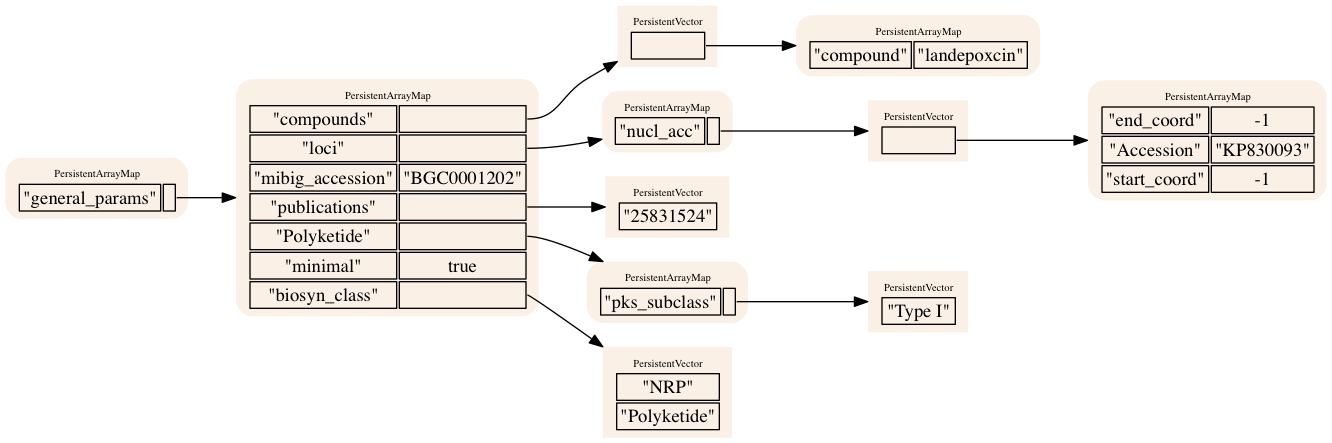 PersistentArrayMap
"general_params"
PersistentArrayMap
"compounds"
"loci"
"mibig_accession" "BGC0001202"
"publications"
"Polyketide"
"minimal" true
"biosyn_class"
PersistentVector
PersistentArrayMap
"compound" "landepoxcin"
PersistentArrayMap
"nucl_acc"
PersistentVector
PersistentArrayMap
"end_coord" -1
"Accession" "KP830093"
"start_coord" -1
PersistentVector
"25831524"
PersistentArrayMap
"pks_subclass"
PersistentVector
"Type I"
PersistentVector
"NRP"
"Polyketide"